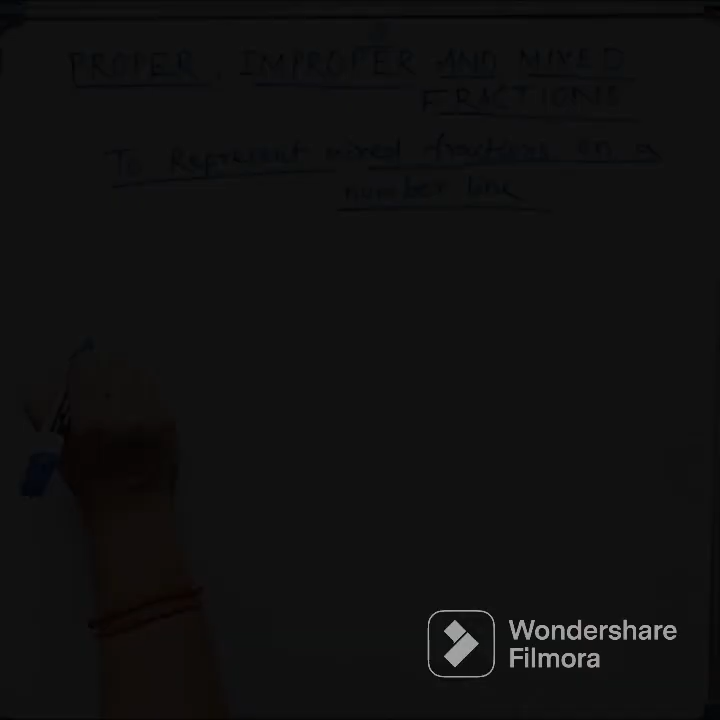 PROPER, IMPROPER AND MIXED
FRACTIONS
To Represent mixed fractions on a
number line
Wondershare
Filmora